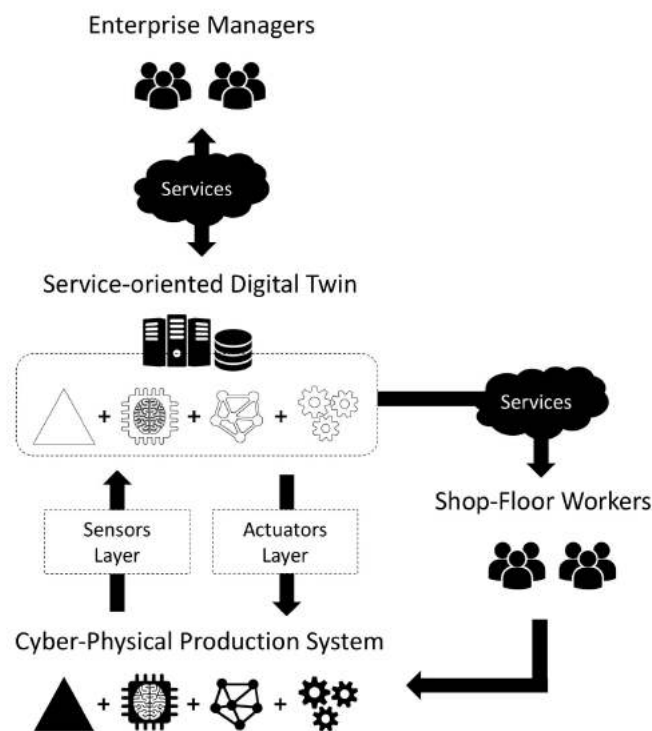 Enterprise Managers
Services
Service-oriented Digital Twin
+ + +
Services
Shop-Floor Workers
Sensors
Layer
Actuators
Layer
Cyber-Physical Production System
+ + +